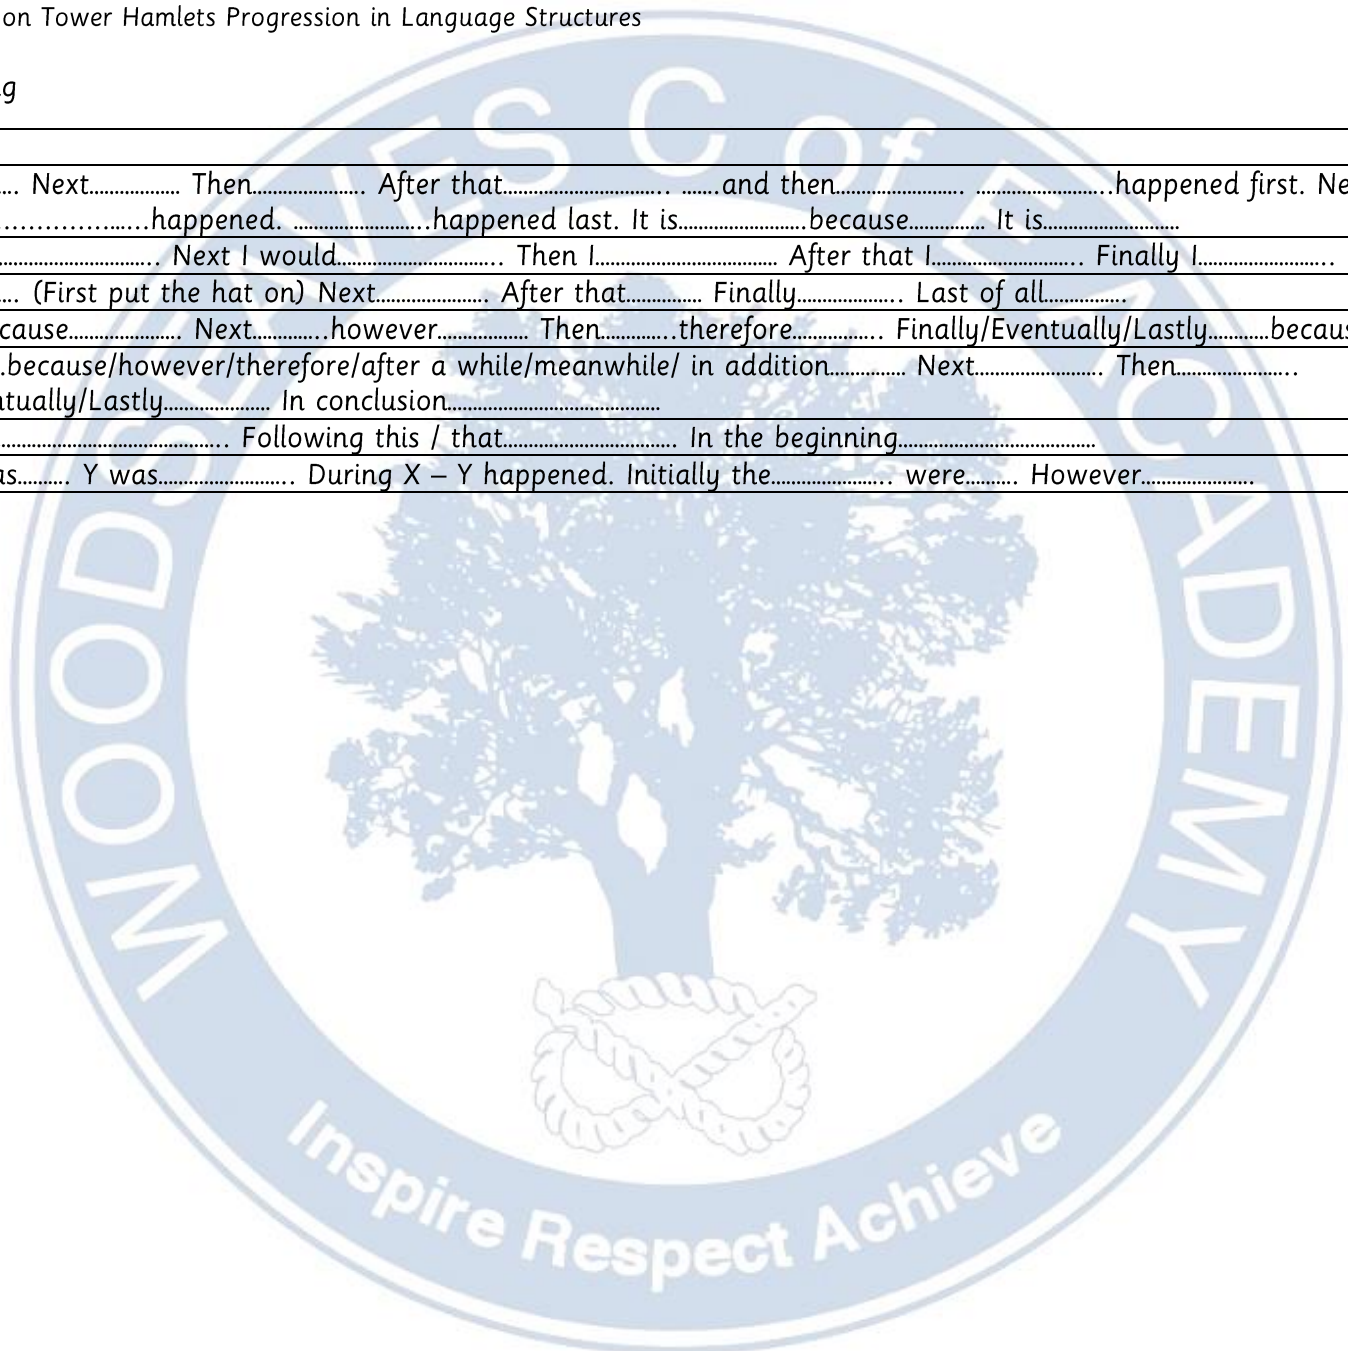 on Tower Hamlets Progression in Language Structures
g
…. Next……………… Then………………….. After that………………………….. …….and then…………………….. ……………………..happened first. Ne
…………………………happened. ……………………..happened last. It is…………………….because…………… It is………………………
………………………….. Next I would………………………….. Then I……………………………… After that I………………………….. Finally I……………………..
…. (First put the hat on) Next…………………. After that…………… Finally………………….. Last of all……………
cause…………………. Next……………however……………… Then……………therefore………………. Finally/Eventually/Lastly…………becaus
..because/however/therefore/after a while/meanwhile/ in addition…………… Next…………………….. Then……………………..
ntually/Lastly………………… In conclusion……………………………………
……………………………………….. Following this / that…………………………….. In the beginning…………………………………
as………. Y was…………………….. During X – Y happened. Initially the…………………….. were………. However…………………
WOODSEAVES C of E ACADEMY
Inspire Respect Achieve